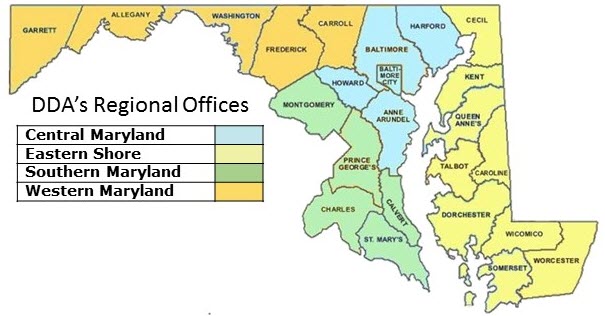 GARRETT
ALLEGANY
WASHINGTON
FREDERICK
CARROLL
BALTIMORE
HARFORD
CECIL
BALTI-
MORE
CITY
HOWARD
KENT
MONTGOMERY
ANNE
ARUNDEL
QUEEN
ANNE'S
DDA's Regional Offices
Central Maryland
Eastern Shore
Southern Maryland
Western Maryland
PRINCE
GEORGE'S
TALBOT
CAROLINE
CHARLES
CALVERT
DORCHESTER
ST. MARY'S
WICOMICO
SOMERSET
WORCESTER